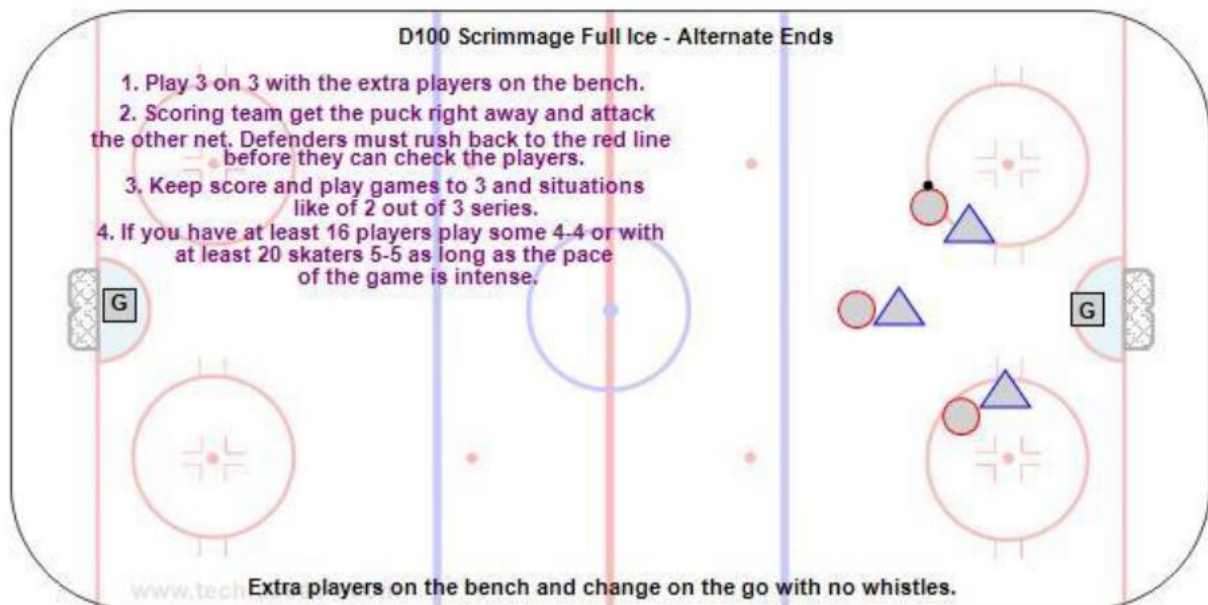 D100 Scrimmage Full Ice - Alternate Ends
1. Play 3 on 3 with the extra players on the bench.
2. Scoring team get the puck right away and attack
the other net. Defenders must rush back to the red line
before they can check the players.
3. Keep score and play games to 3 and situations
like of 2 out of 3 series.
4. If you have at least 16 players play some 4-4 or with
at least 20 skaters 5-5 as long as the pace
of the game is intense.
G
G
Extra players on the bench and change on the go with no whistles.